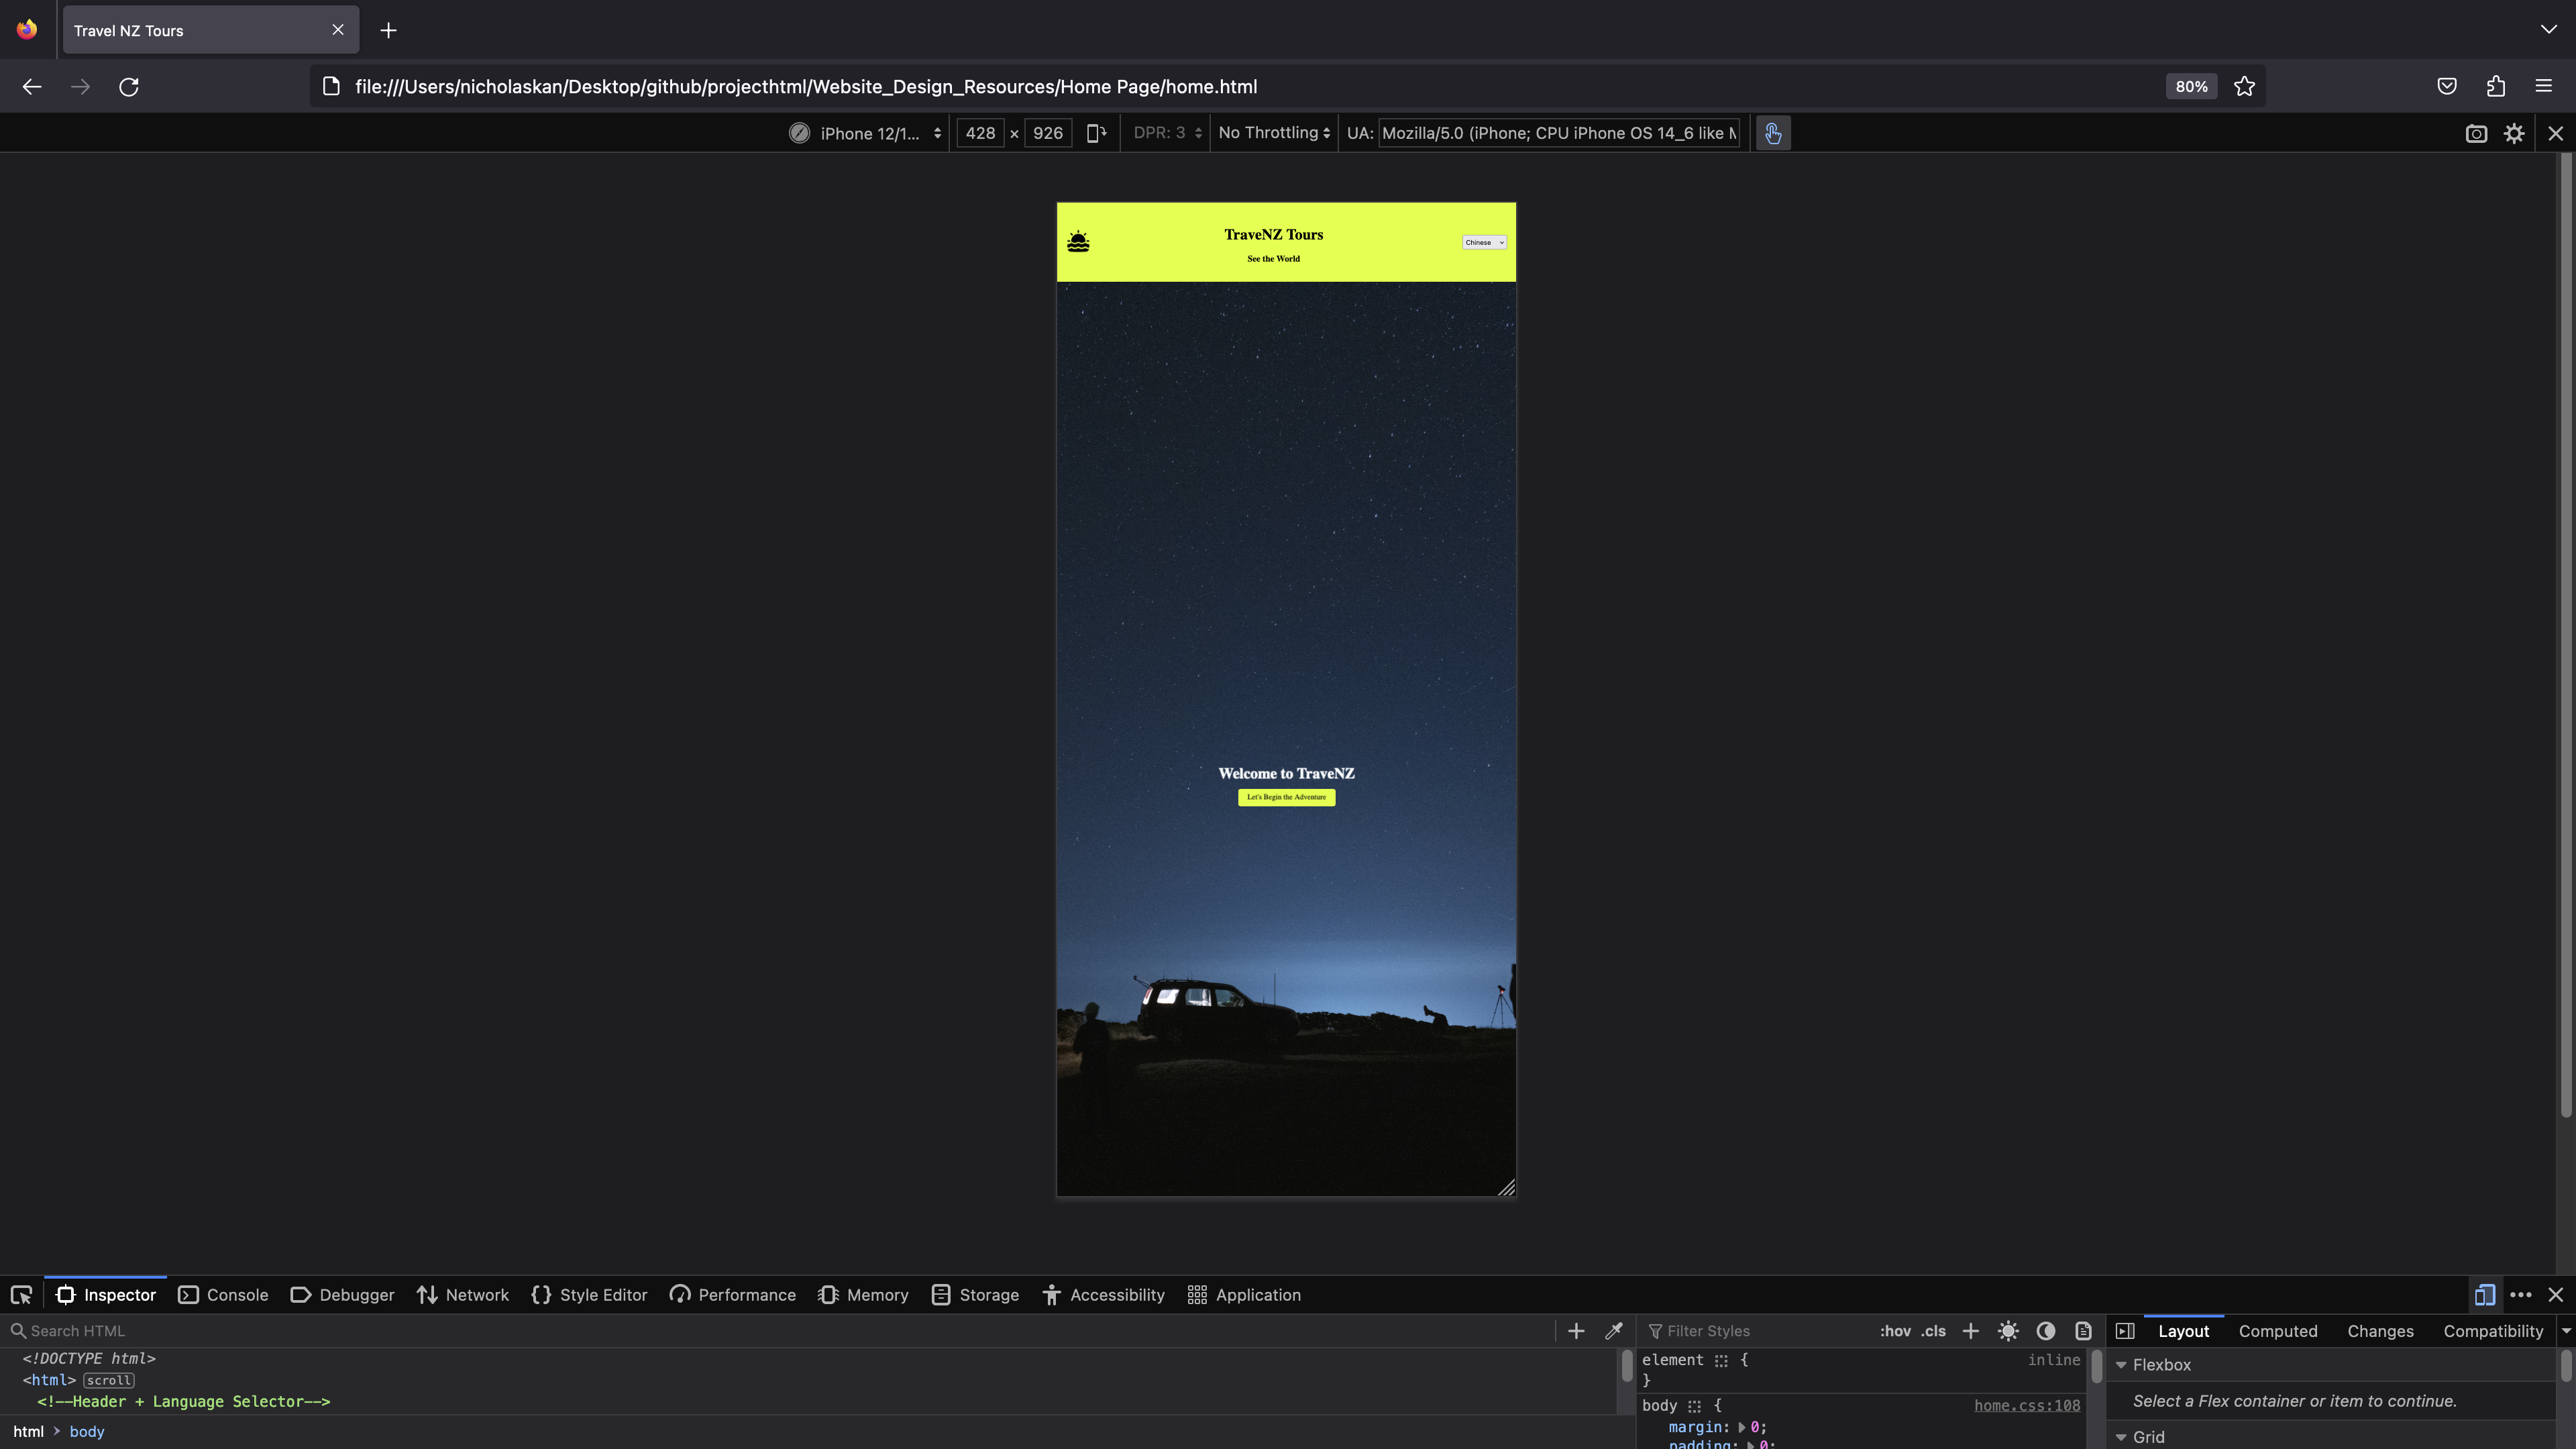 Travel NZ Tours
file:///Users/nicholaskan/Desktop/github/projecthtml/Website_Design_Resources/Home Page/home.html
80%
iPhone 12/1... 428 × 926 DPR: 3 No Throttling UA: Mozilla/5.0 (iPhone; CPU iPhone OS 14_6 like M
TraveNZ Tours
See the World
Chinese
Welcome to TraveNZ
Let's Begin the Adventure
Inspector Console Debugger Network Style Editor Performance Memory Storage Accessibility Application
Search HTML
<!DOCTYPE html>
<html> scroll
<!--Header + Language Selector-->
html > body
Filter Styles :hov .cls
element { inline
}
body { home.css:108
margin: 0;
padding: 0;
Layout Computed Changes Compatibility
Flexbox
Select a Flex container or item to continue.
Grid